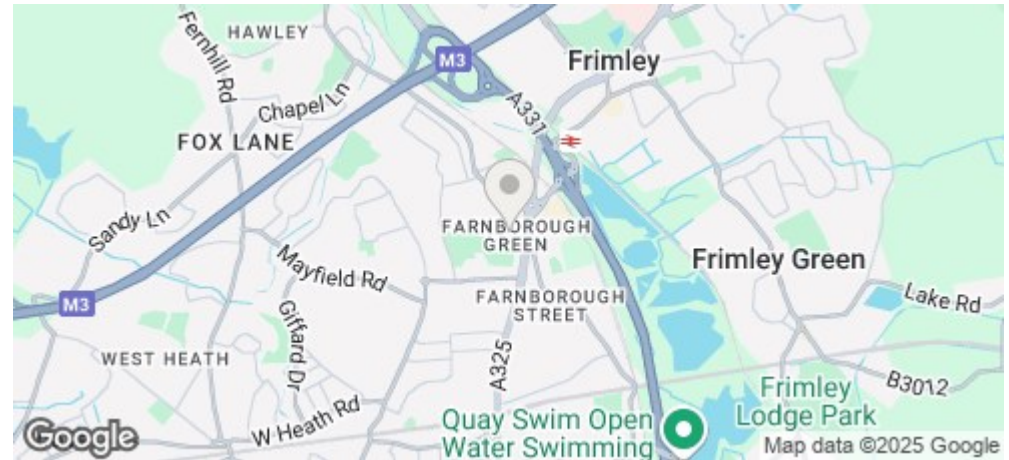 HAWLEY
Fernhill Rd
M3
Frimley
Chapel Ln
A331
FOX LANE
Sandy Ln
FARNBOROUGH
GREEN
Mayfield Rd
Frimley Green
M3
Giffard Dr
FARNBOROUGH
STREET
Lake Rd
WEST HEATH
A325
B3012
W Heath Rd
Frimley
Lodge Park
Quay Swim Open
Water Swimming
Google
Map data ©2025 Google